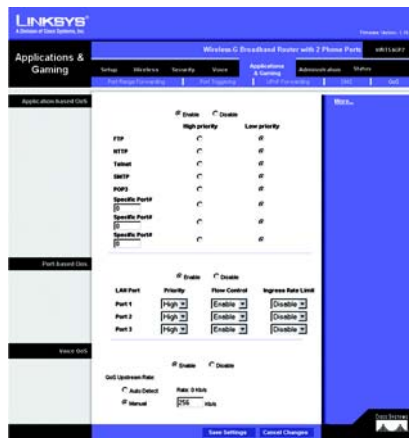 LINKSYS®
A Division of Cisco Systems, Inc.
Wireless-G Broadband Router with 2 Phone Ports
Applications & Gaming
Setup Wireless Security Voice Applications & Gaming Administration Status
Port Range Forwarding Port Triggering UPnP Forwarding DMZ QoS
Application-based QoS
More...
Enable Disable
High priority Low priority
FTP
HTTP
Telnet
SMTP
POP3
Specific Port#
0
Specific Port#
0
Specific Port#
0
Port-based QoS
Enable Disable
LAN Port Priority Flow Control Ingress Rate Limit
Port 1 High Enable Disable
Port 2 High Enable Disable
Port 3 High Enable Disable
Voice QoS
Enable Disable
QoS Upstream Rate:
Auto Detect Rate: 0 Kb/s
Manual 256 Kb/s
Save Settings Cancel Changes
Cisco Systems